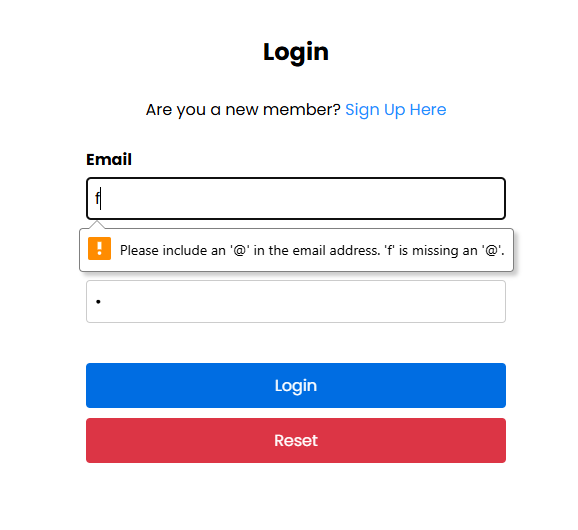 Login
Are you a new member? Sign Up Here
Email
f
Please include an '@' in the email address. 'f' is missing an '@'.
•
Login
Reset